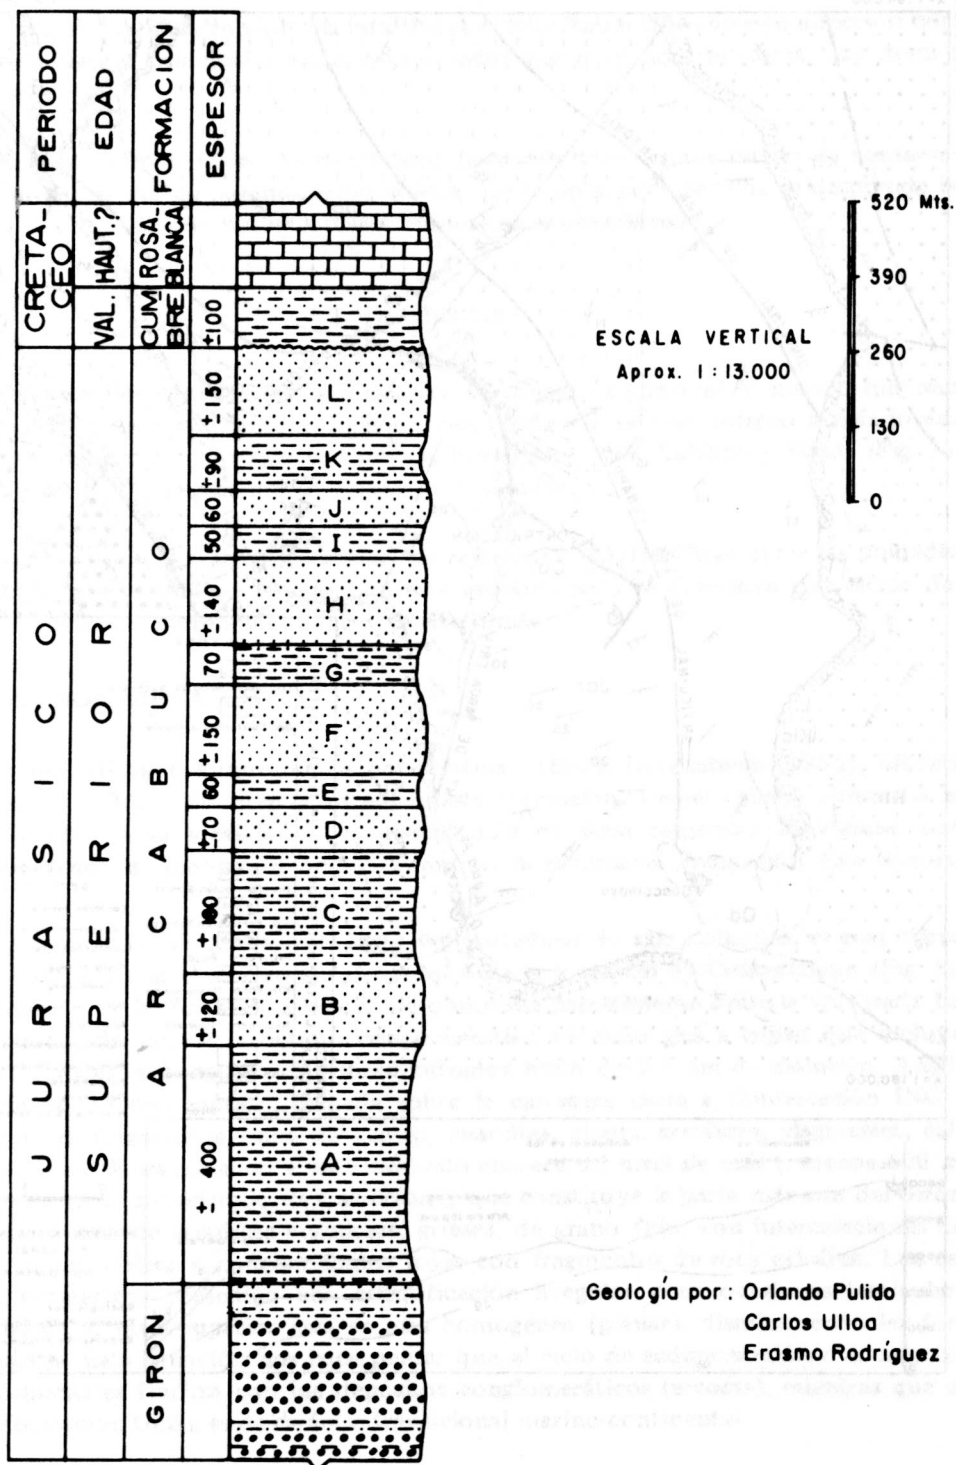 PERIODO
EDAD
FORMACION
ESPESOR
CRETA-
CEO
VAL. HAUT.?
CUM
BRE
ROSA-
BLANCA
±100
JURASICO
SUPERIOR
ARCABUCO
GIRON
±150
L
±90
K
60
J
50
I
±140
H
70
G
±150
F
60
E
±70
D
C
±120
B
± 400
A
520 Mts.
390
260
130
0
ESCALA VERTICAL
Aprox. 1 : 13.000
Geología por : Orlando Pulido
Carlos Ulloa
Erasmo Rodríguez